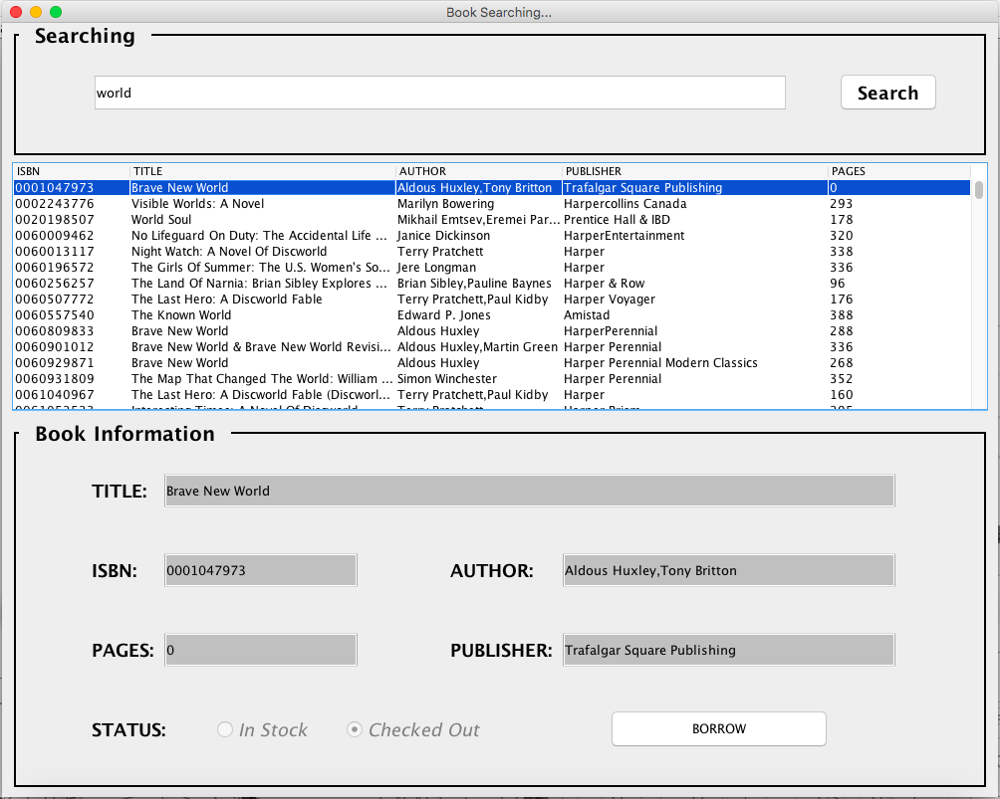 Book Searching...
Searching
world Search
ISBN TITLE AUTHOR PUBLISHER PAGES
0001047973 Brave New World Aldous Huxley,Tony Britton Trafalgar Square Publishing 0
0002243776 Visible Worlds: A Novel Marilyn Bowering Harpercollins Canada 293
0020198507 World Soul Mikhail Emtsev,Eremei Par... Prentice Hall & IBD 178
0060009462 No Lifeguard On Duty: The Accidental Life ... Janice Dickinson HarperEntertainment 320
0060013117 Night Watch: A Novel Of Discworld Terry Pratchett Harper 338
0060196572 The Girls Of Summer: The U.S. Women's So... Jere Longman Harper 336
0060256257 The Land Of Narnia: Brian Sibley Explores ... Brian Sibley,Pauline Baynes Harper & Row 96
0060507772 The Last Hero: A Discworld Fable Terry Pratchett,Paul Kidby Harper Voyager 176
0060557540 The Known World Edward P. Jones Amistad 388
0060809833 Brave New World Aldous Huxley HarperPerennial 288
0060901012 Brave New World & Brave New World Revisi... Aldous Huxley,Martin Green Harper Perennial 336
0060929871 Brave New World Aldous Huxley Harper Perennial Modern Classics 268
0060931809 The Map That Changed The World: William ... Simon Winchester Harper Perennial 352
0061040967 The Last Hero: A Discworld Fable (Discworl... Terry Pratchett,Paul Kidby Harper 160
Interesting Times: A Novel Of Discworld Terry Pratchett Harper Prism
Book Information
TITLE: Brave New World
ISBN: 0001047973 AUTHOR: Aldous Huxley,Tony Britton
PAGES: 0 PUBLISHER: Trafalgar Square Publishing
STATUS: In Stock Checked Out BORROW